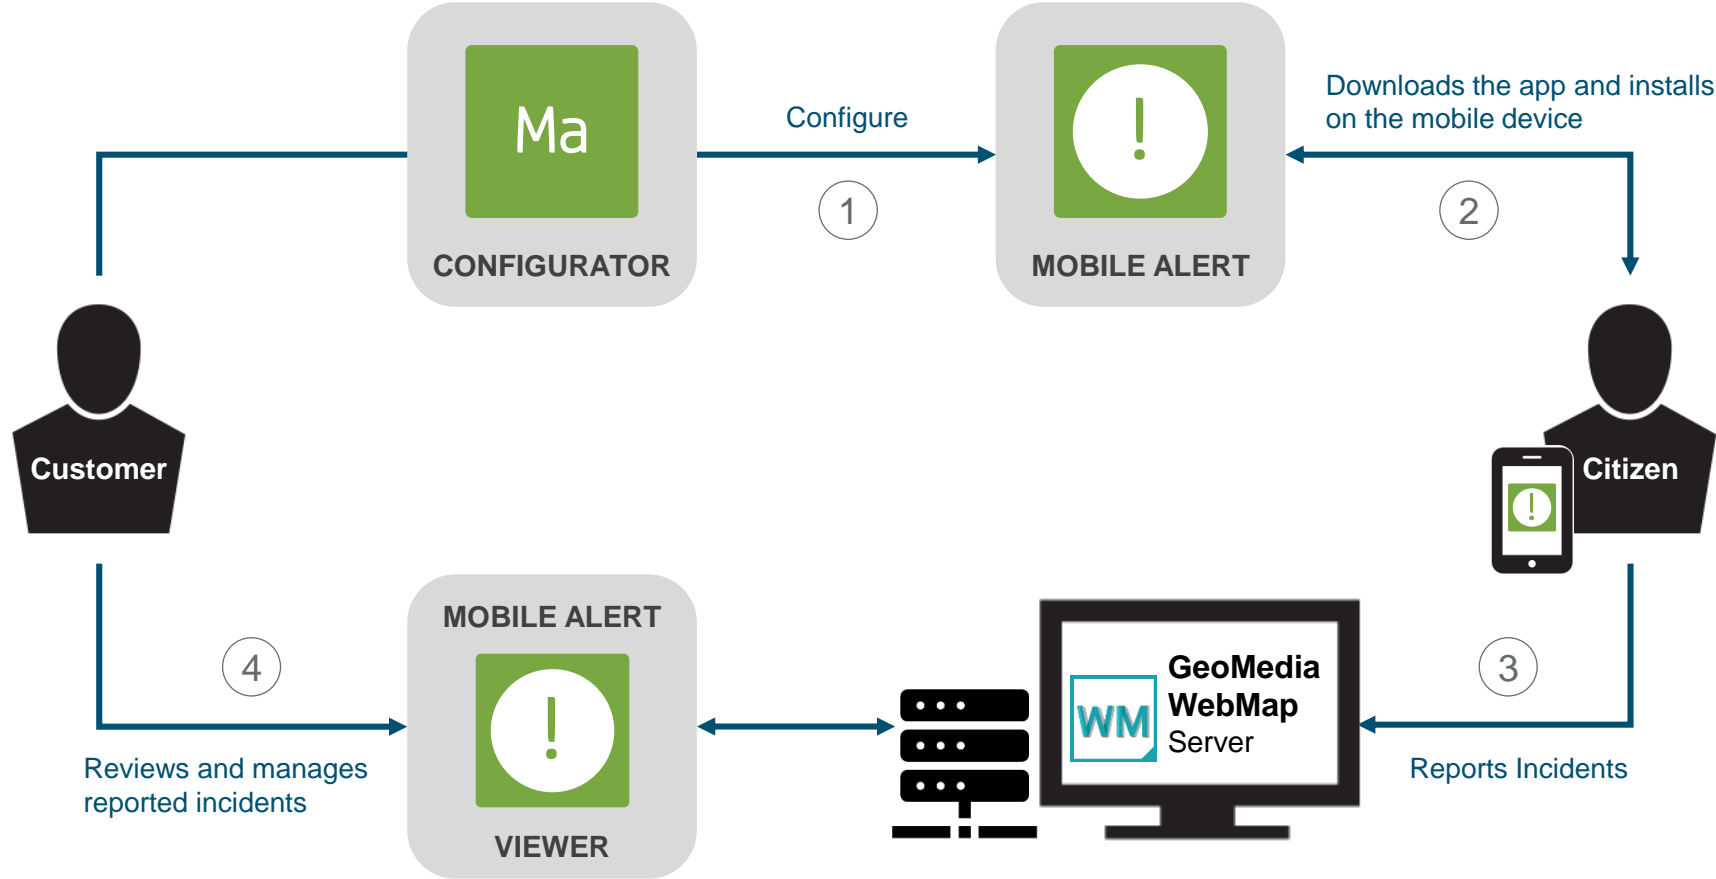 Ma
CONFIGURATOR
Configure
1
!
MOBILE ALERT
Downloads the app and installs
on the mobile device
2
Customer
Citizen
!
4
Reviews and manages
reported incidents
MOBILE ALERT
!
VIEWER
WM
GeoMedia
WebMap
Server
3
Reports Incidents